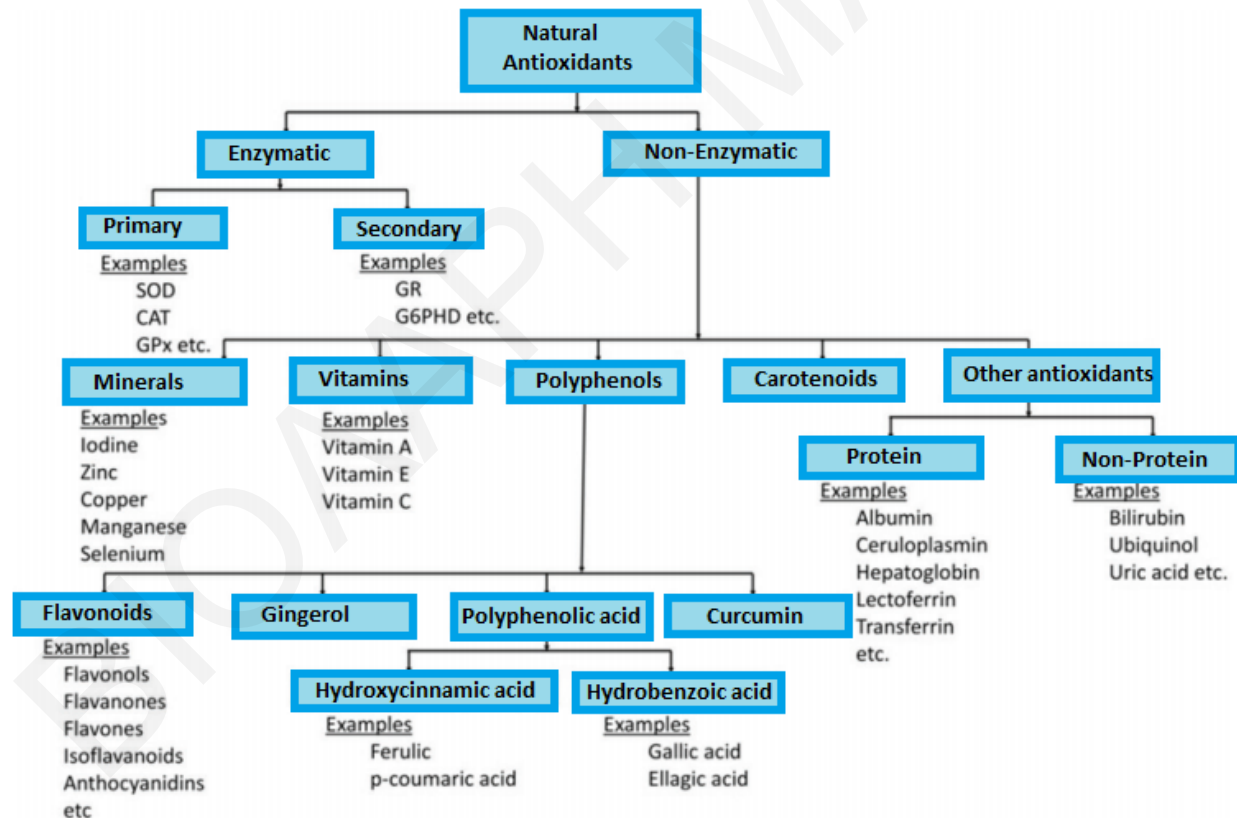 Natural
Antioxidants
Enzymatic
Non-Enzymatic
Primary
Examples
SOD
CAT
GPx etc.
Secondary
Examples
GR
G6PHD etc.
Minerals
Examples
Iodine
Zinc
Copper
Manganese
Selenium
Vitamins
Examples
Vitamin A
Vitamin E
Vitamin C
Polyphenols
Carotenoids
Other antioxidants
Protein
Examples
Albumin
Ceruloplasmin
Hepatoglobin
Lectoferrin
Transferrin
etc.
Non-Protein
Examples
Bilirubin
Ubiquinol
Uric acid etc.
Flavonoids
Examples
Flavonols
Flavanones
Flavones
Isoflavanoids
Anthocyanidins
etc
Gingerol
Polyphenolic acid
Curcumin
Hydroxycinnamic acid
Examples
Ferulic
p-coumaric acid
Hydrobenzoic acid
Examples
Gallic acid
Ellagic acid